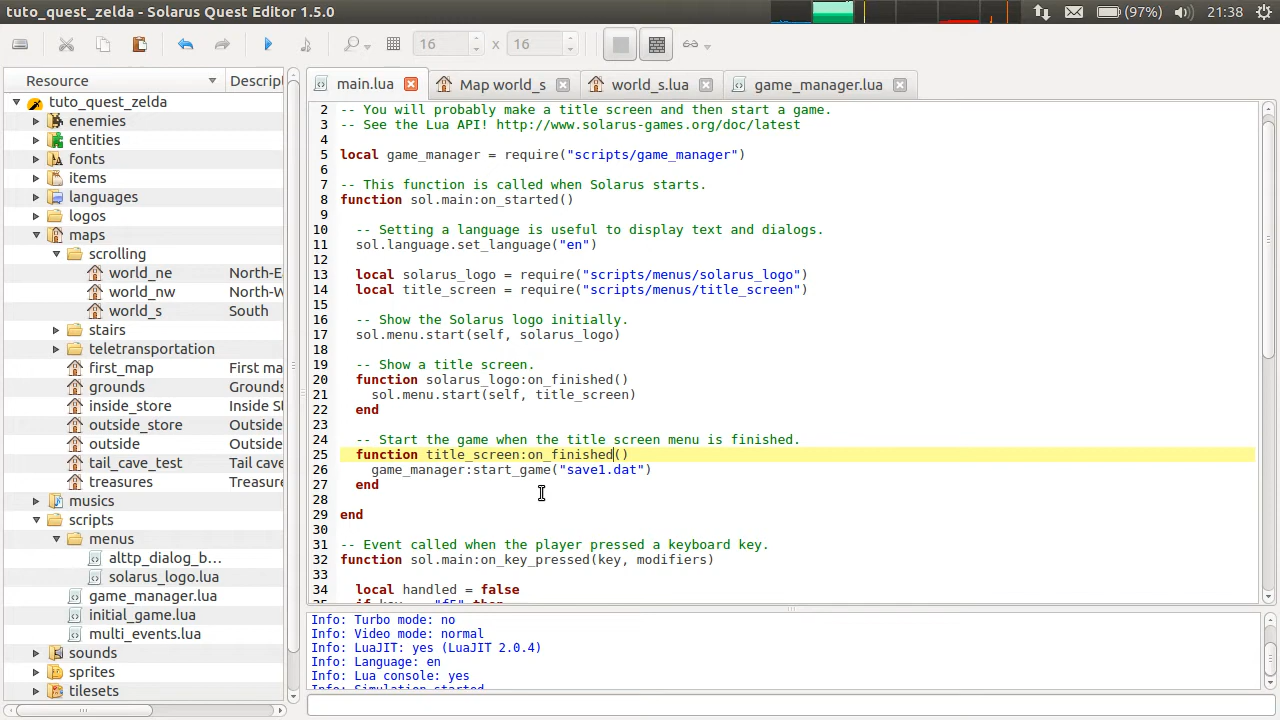 tuto_quest_zelda - Solarus Quest Editor 1.5.0
(97%)
21:38
16
x
16
Resource
Descript
tuto_quest_zelda
enemies
entities
fonts
items
languages
logos
maps
scrolling
world_ne North-Ea
world_nw North-W
world_s South
stairs
teletransportation
first_map First map
grounds Grounds
inside_store Inside St
outside_store Outside
outside Outside
tail_cave_test Tail cave
treasures Treasure
musics
scripts
menus
alttp_dialog_b...
solarus_logo.lua
game_manager.lua
initial_game.lua
multi_events.lua
sounds
sprites
tilesets
main.lua
Map world_s
world_s.lua
game_manager.lua
2 -- You will probably make a title screen and then start a game.
3 -- See the Lua API! http://www.solarus-games.org/doc/latest
4
5 local game_manager = require("scripts/game_manager")
6
7 -- This function is called when Solarus starts.
8 function sol.main:on_started()
9
10 -- Setting a language is useful to display text and dialogs.
11 sol.language.set_language("en")
12
13 local solarus_logo = require("scripts/menus/solarus_logo")
14 local title_screen = require("scripts/menus/title_screen")
15
16 -- Show the Solarus logo initially.
17 sol.menu.start(self, solarus_logo)
18
19 -- Show a title screen.
20 function solarus_logo:on_finished()
21 sol.menu.start(self, title_screen)
22 end
23
24 -- Start the game when the title screen menu is finished.
25 function title_screen:on_finished()
26 game_manager:start_game("save1.dat")
27 end
28
29 end
30
31 -- Event called when the player pressed a keyboard key.
32 function sol.main:on_key_pressed(key, modifiers)
33
34 local handled = false
35 if key == "f5" then
Info: Turbo mode: no
Info: Video mode: normal
Info: LuaJIT: yes (LuaJIT 2.0.4)
Info: Language: en
Info: Lua console: yes
Info: Simulation started